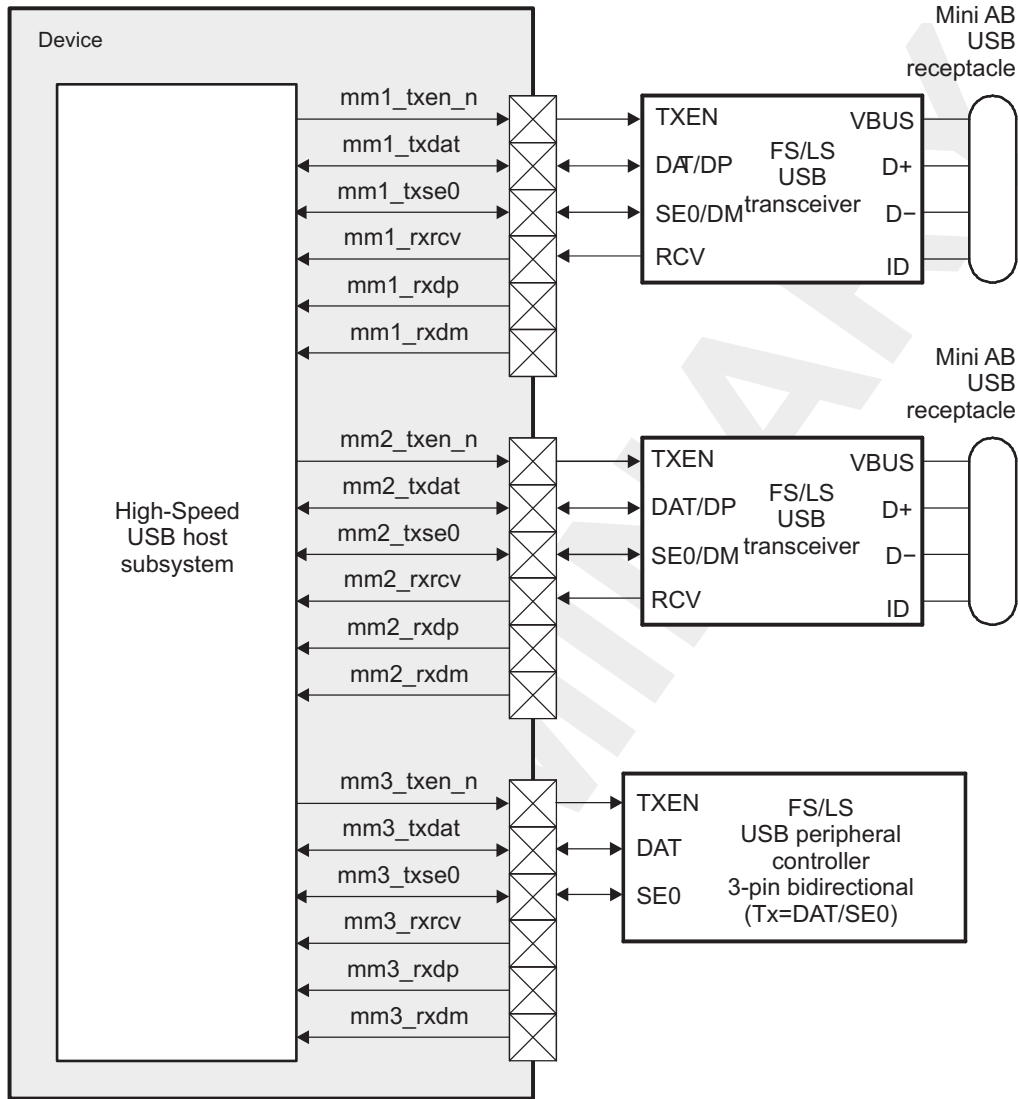 Device
High-Speed
USB host
subsystem
mm1_txen_n
mm1_txdat
mm1_txse0
mm1_rxrcv
mm1_rxdp
mm1_rxdm
TXEN
DAT/DP
SE0/DM
RCV
FS/LS
USB
transceiver
VBUS
D+
D−
ID
Mini AB
USB
receptacle
mm2_txen_n
mm2_txdat
mm2_txse0
mm2_rxrcv
mm2_rxdp
mm2_rxdm
TXEN
DAT/DP
SE0/DM
RCV
FS/LS
USB
transceiver
VBUS
D+
D−
ID
Mini AB
USB
receptacle
mm3_txen_n
mm3_txdat
mm3_txse0
mm3_rxrcv
mm3_rxdp
mm3_rxdm
TXEN
DAT
SE0
FS/LS
USB peripheral
controller
3-pin bidirectional
(Tx=DAT/SE0)